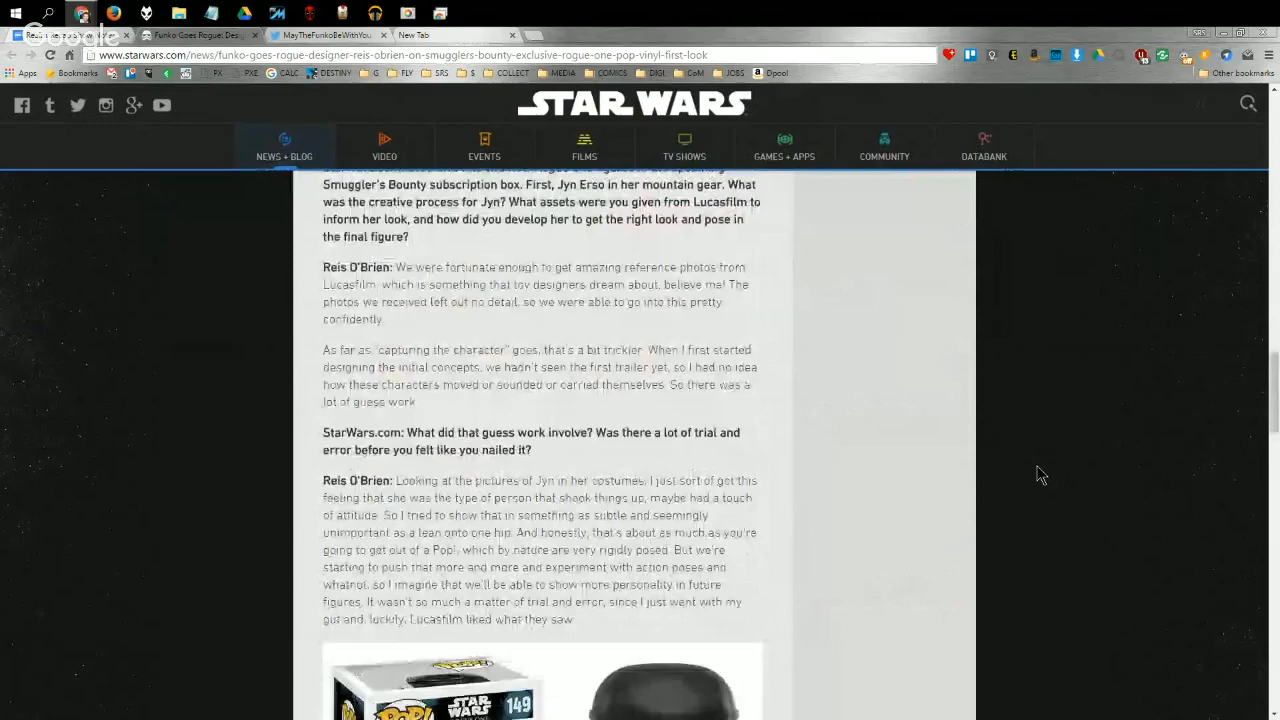 Funko Goes Rogue: Des
MayTheFunkoBeWithYou
New Tab
SRS
Google
www.starwars.com/news/funko-goes-rogue-designer-reis-obrien-on-smugglers-bounty-exclusive-rogue-one-pop-vinyl-first-look
Apps Bookmarks PX PXE CALC DESTINY G FLY SRS $ COLLECT MEDIA COMICS DIGI CoM JOBS Dpool Other bookmarks
STAR WARS
NEWS + BLOG VIDEO EVENTS FILMS TV SHOWS GAMES + APPS COMMUNITY DATABANK
Smuggler's Bounty subscription box. First, Jyn Erso in her mountain gear. What
was the creative process for Jyn? What assets were you given from Lucasfilm to
inform her look, and how did you develop her to get the right look and pose in
the final figure?
Reis O'Brien: We were fortunate enough to get amazing reference photos from
Lucasfilm, which is something that toy designers dream about, believe me! The
photos we received left out no detail, so we were able to go into this pretty
confidently.
As far as "capturing the character" goes, that's a bit trickier. When I first started
designing the initial concepts, we hadn't seen the first trailer yet, so I had no idea
how these characters moved or sounded or carried themselves. So there was a
lot of guess work.
StarWars.com: What did that guess work involve? Was there a lot of trial and
error before you felt like you nailed it?
Reis O'Brien: Looking at the pictures of Jyn in her costumes, I just sort of got this
feeling that she was the type of person that shook things up, maybe had a touch
of attitude. So I tried to show that in something as subtle and seemingly
unimportant as a lean onto one hip. And honestly, that's about as much as you're
going to get out of a Pop!, which by nature are very rigidly posed. But we're
starting to push that more and more and experiment with action poses and
whatnot, so I imagine that we'll be able to show more personality in future
figures. It wasn't so much a matter of trial and error, since I just went with my
gut and, luckily, Lucasfilm liked what they saw.
STAR WARS
149
POP!